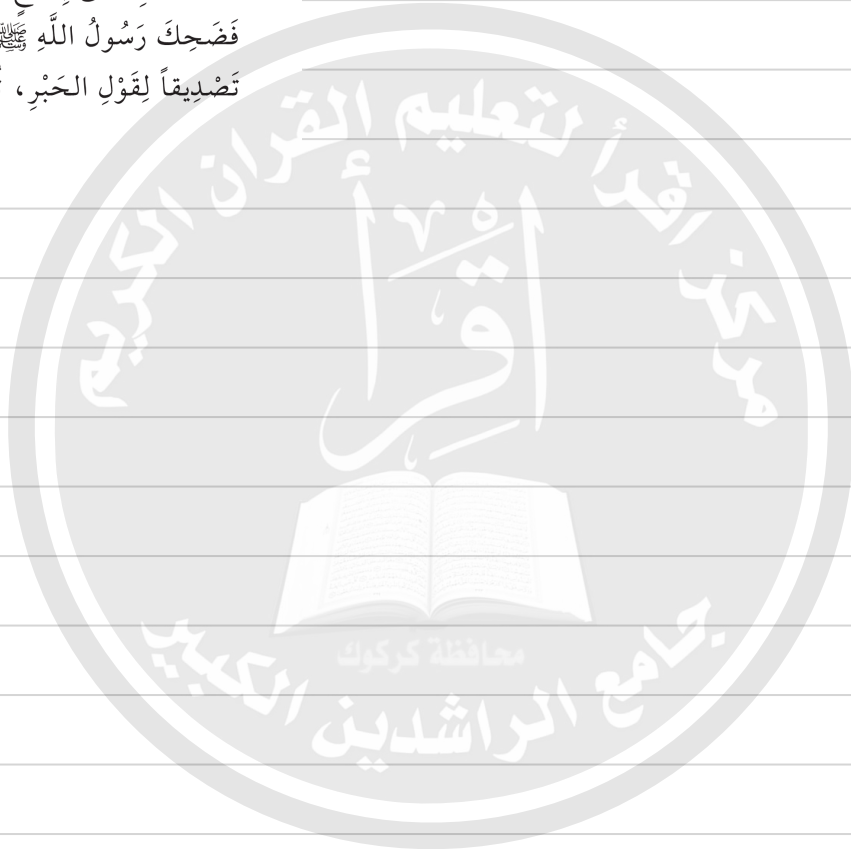 فَضَحِكَ رَسُولُ اللَّهِ ﷺ
تَصْدِيقاً لِقَوْلِ الحَبْرِ،
مركز اقرأ لتعليم القرآن الكريم
اقرأ
محافظة كركوك
جامع الراشدين الكبير